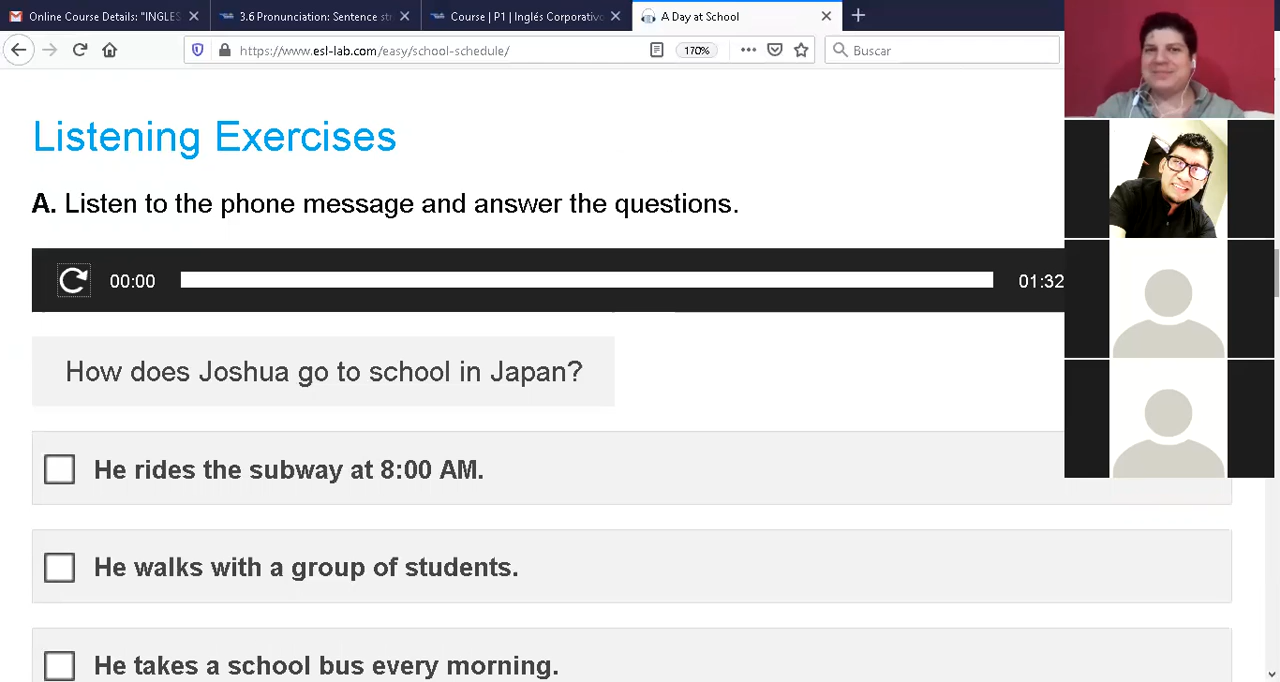 Online Course Details: "INGLES
3.6 Pronunciation: Sentence str
Course | P1 | Inglés Corporativo
A Day at School
https://www.esl-lab.com/easy/school-schedule/
170%
Buscar
Listening Exercises
A. Listen to the phone message and answer the questions.
00:00
01:32
How does Joshua go to school in Japan?
He rides the subway at 8:00 AM.
He walks with a group of students.
He takes a school bus every morning.